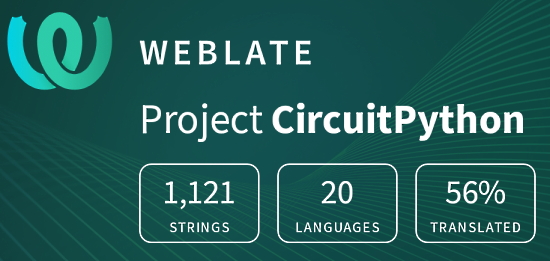 WEBLATE
Project CircuitPython
1,121 20 56%
STRINGS LANGUAGES TRANSLATED